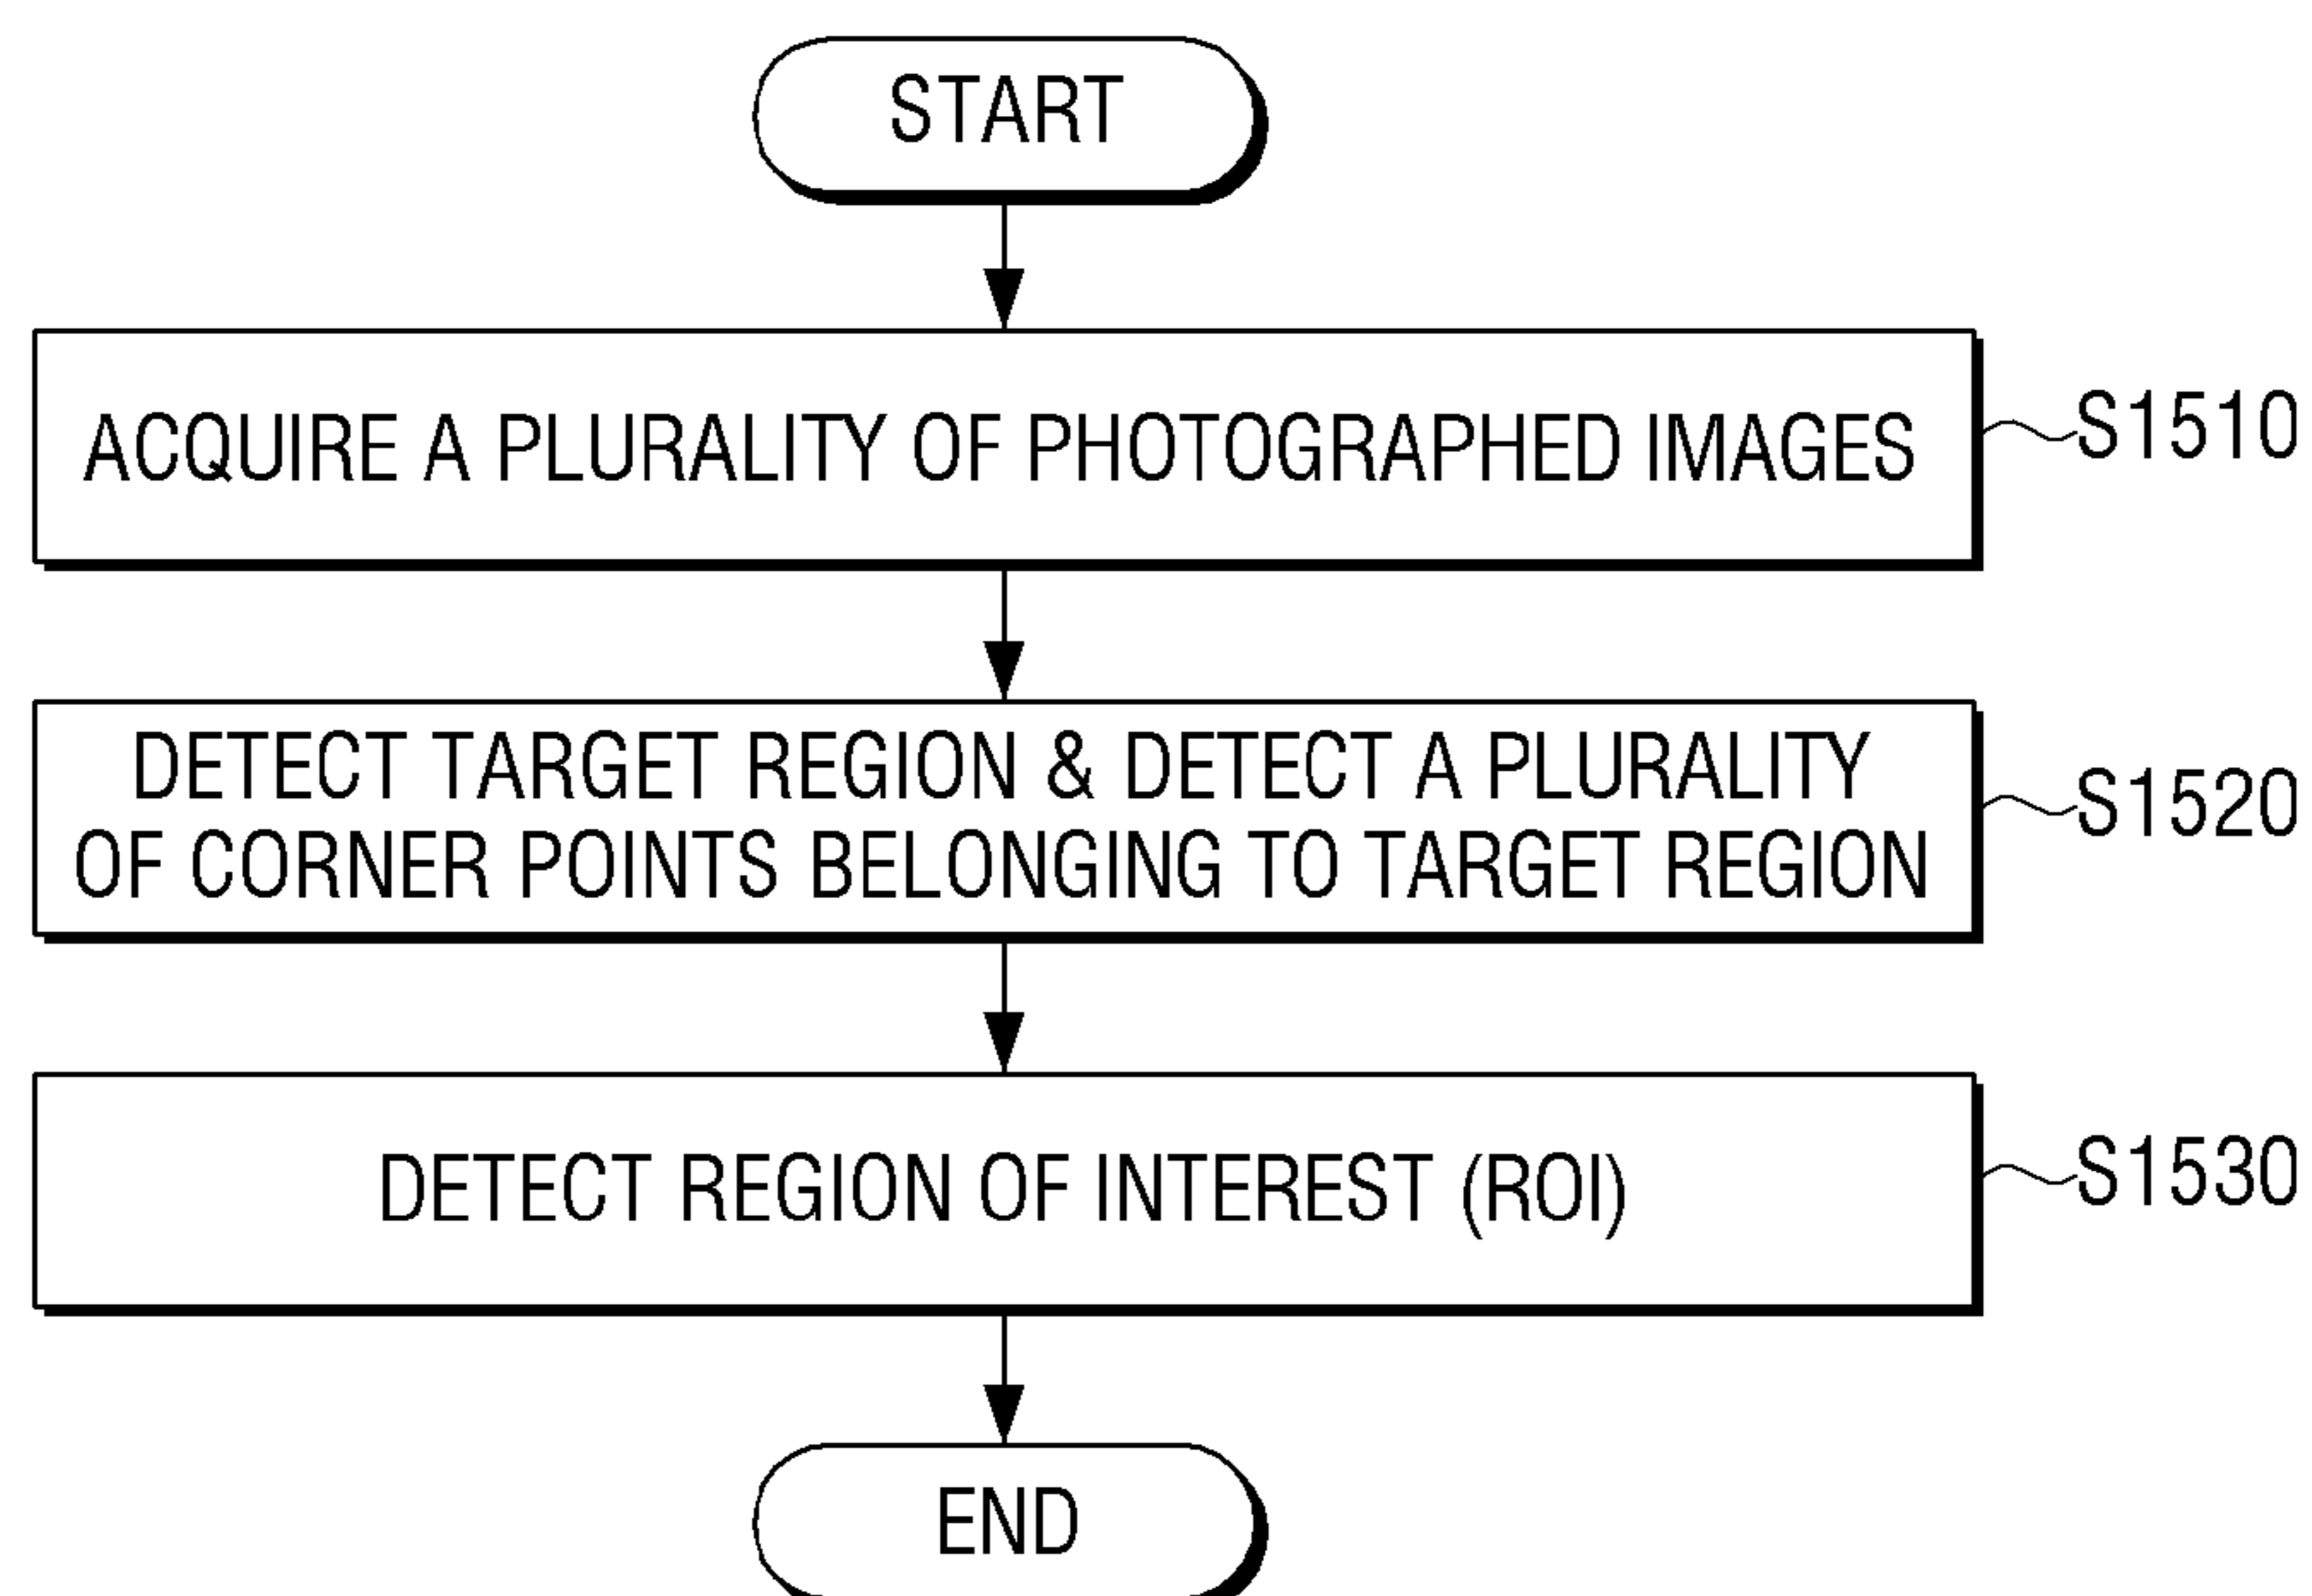 START
ACQUIRE A PLURALITY OF PHOTOGRAPHED IMAGES
S1510
DETECT TARGET REGION & DETECT A PLURALITY
OF CORNER POINTS BELONGING TO TARGET REGION
S1520
DETECT REGION OF INTEREST (ROI)
S1530
END